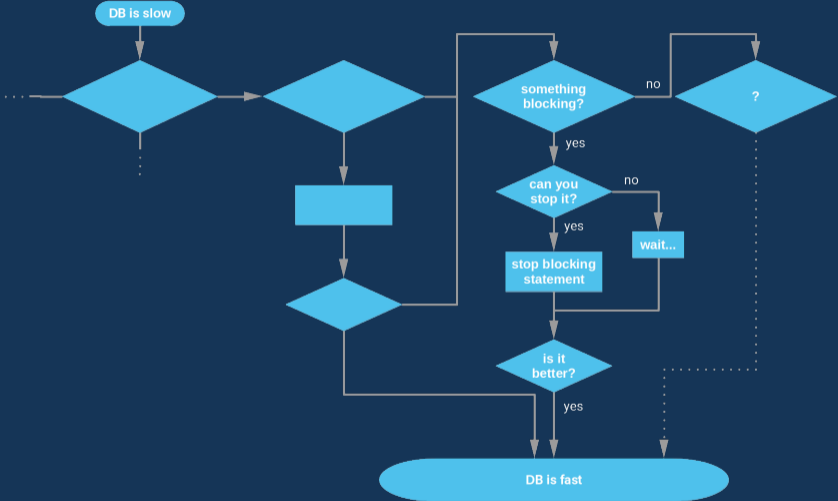 DB is slow
something
blocking?
no
?
yes
can you
stop it?
no
yes
wait...
stop blocking
statement
is it
better?
yes
DB is fast